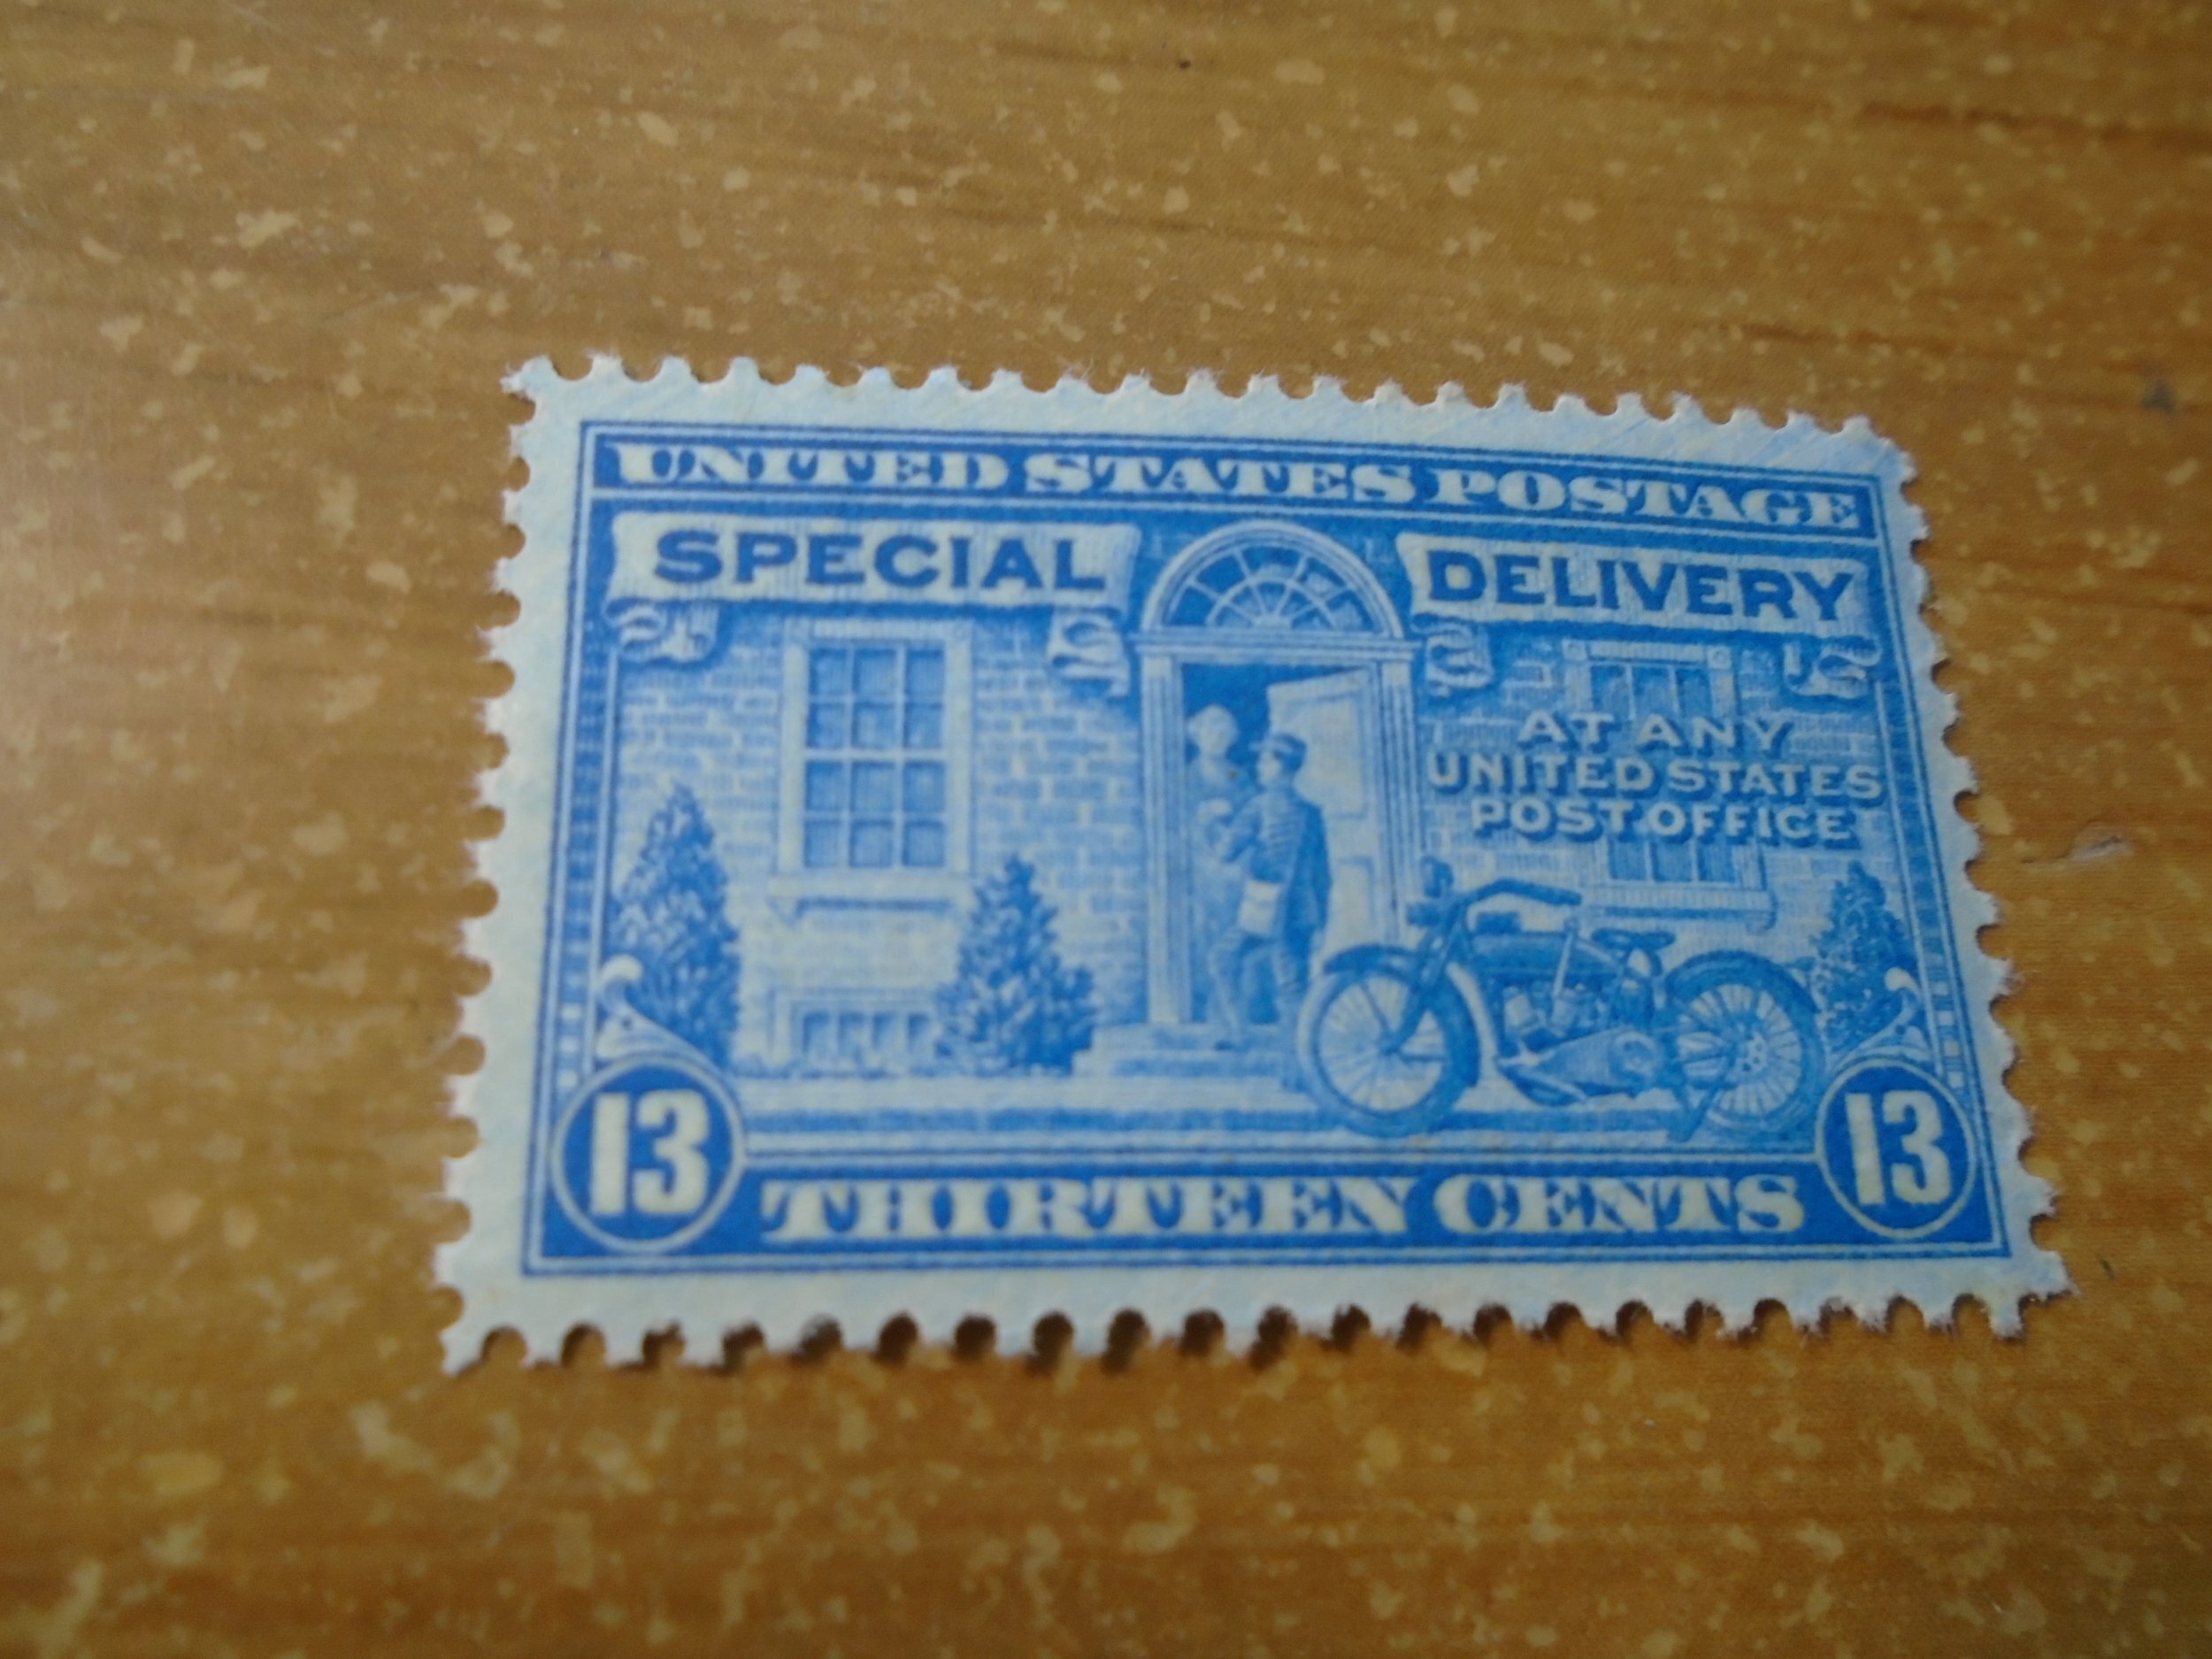 UNITED STATES POSTAGE
SPECIAL DELIVERY
AT ANY
UNITED STATES
POST OFFICE
13 THIRTEEN CENTS 13